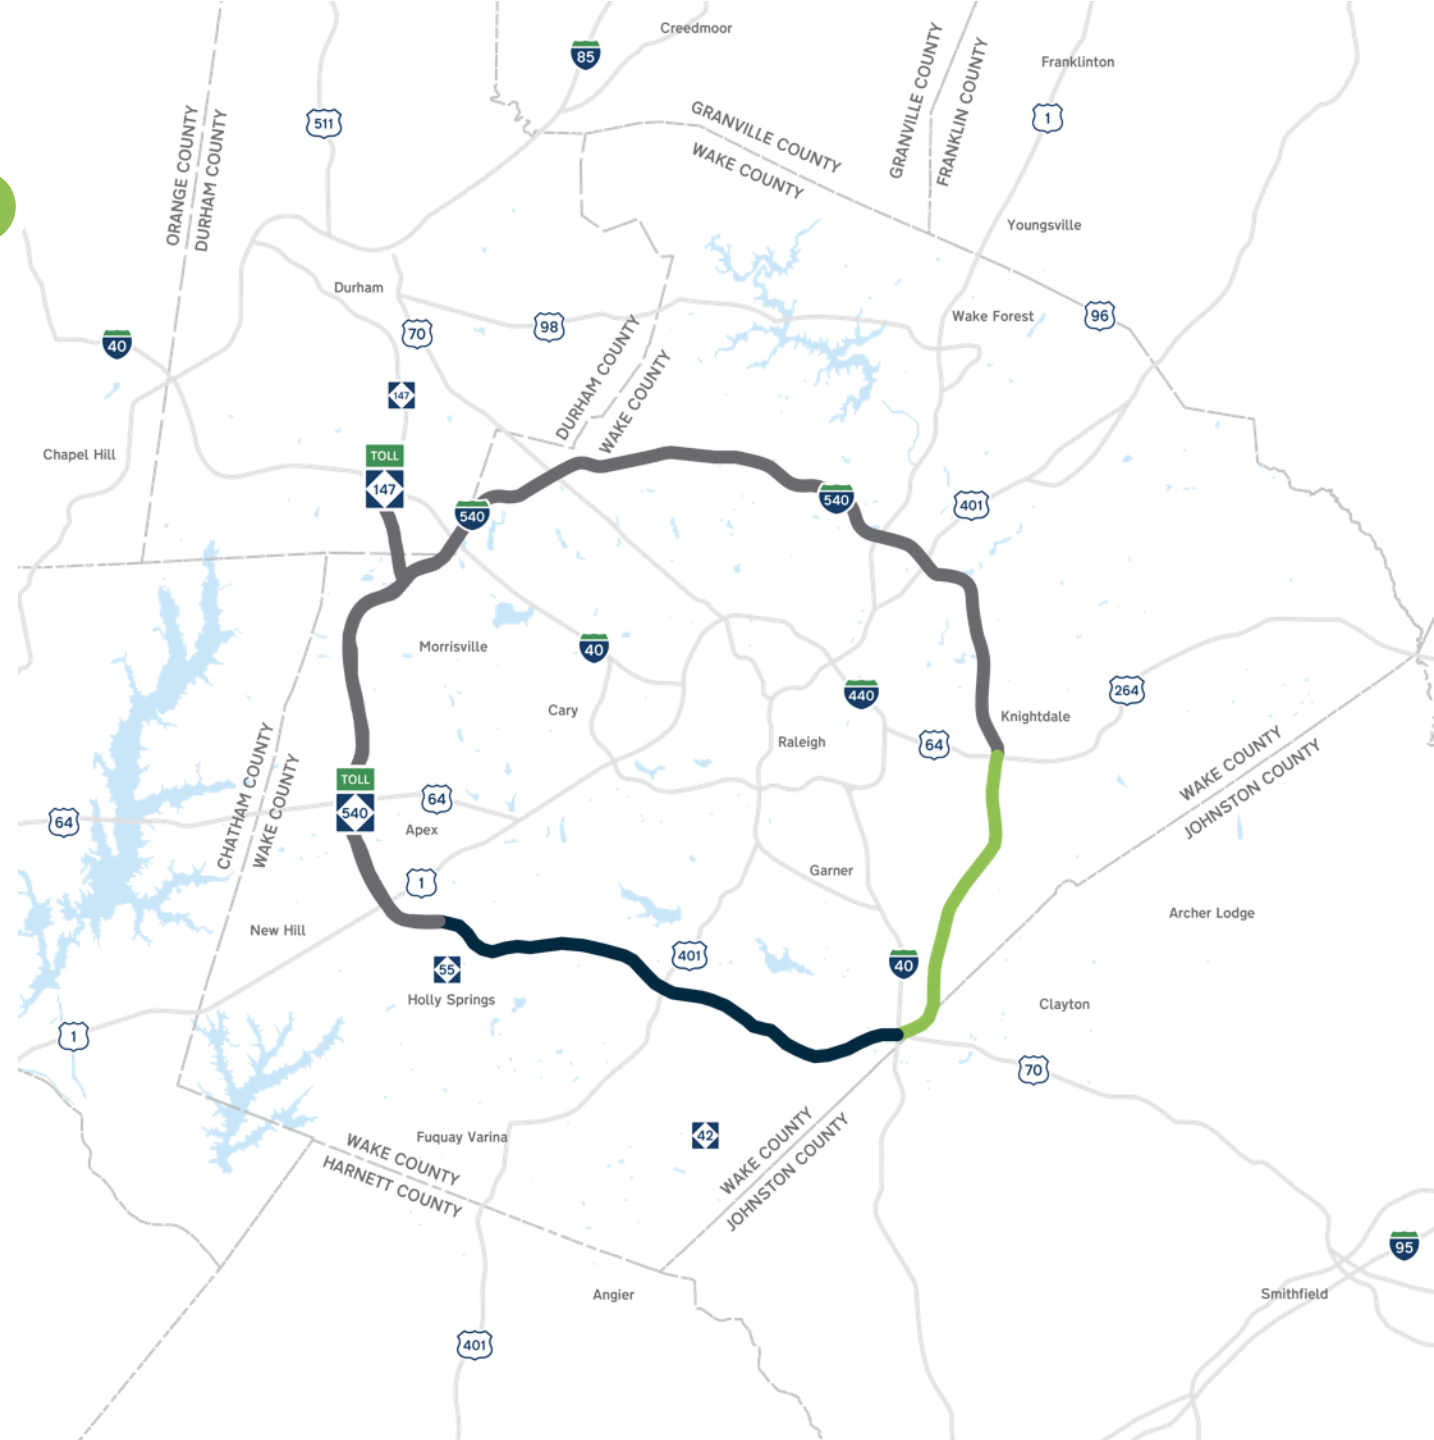 Creedmoor
85
Franklinton
511
1
GRANVILLE COUNTY
WAKE COUNTY
GRANVILLE COUNTY
FRANKLIN COUNTY
ORANGE COUNTY
DURHAM COUNTY
Youngsville
Durham
Wake Forest
96
98
70
40
147
DURHAM COUNTY
WAKE COUNTY
Chapel Hill
TOLL
147
540
540
401
Morrisville
40
440
264
Cary
Raleigh
64
Knightdale
CHATHAM COUNTY
WAKE COUNTY
WAKE COUNTY
JOHNSTON COUNTY
TOLL
540
64
64
Apex
Garner
1
Archer Lodge
New Hill
401
40
55
Holly Springs
Clayton
1
70
Fuquay Varina
42
WAKE COUNTY
HARNETT COUNTY
WAKE COUNTY
JOHNSTON COUNTY
95
Angier
Smithfield
401